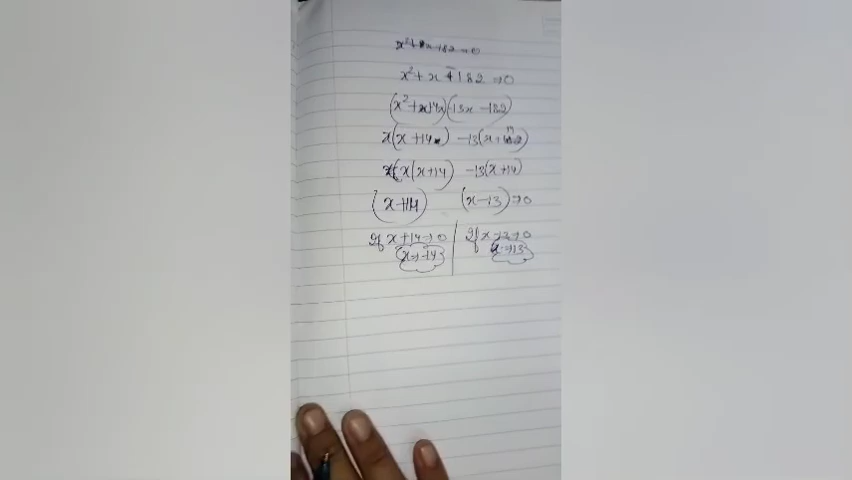 x² + x + 182 = 0
x² + x - 182 = 0
(x² + 14x) (-13x - 182)
x(x + 14) - 13(x + 14)
x(x + 14) - 13(x + 14)
(x + 14) (x - 13) = 0
If x + 14 = 0 | If x - 13 = 0
x = -14 x = 13